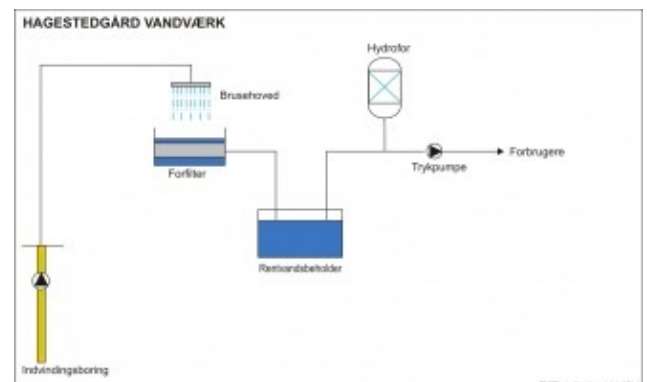 HAGESTEDGÅRD VANDVÆRK
Hydrofor
Brusehoved
Forbrugere
Trykpumpe
Forfilter
Rentvandsbeholder
Indvindingsboring